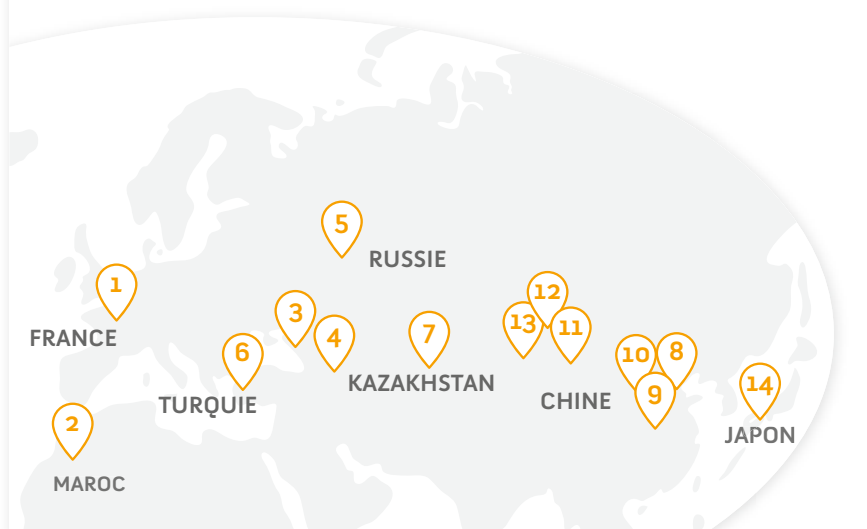 5
RUSSIE
1
12
3
13
11
4
7
FRANCE
6
10
8
KAZAKHSTAN
14
9
TURQUIE
CHINE
2
JAPON
MAROC